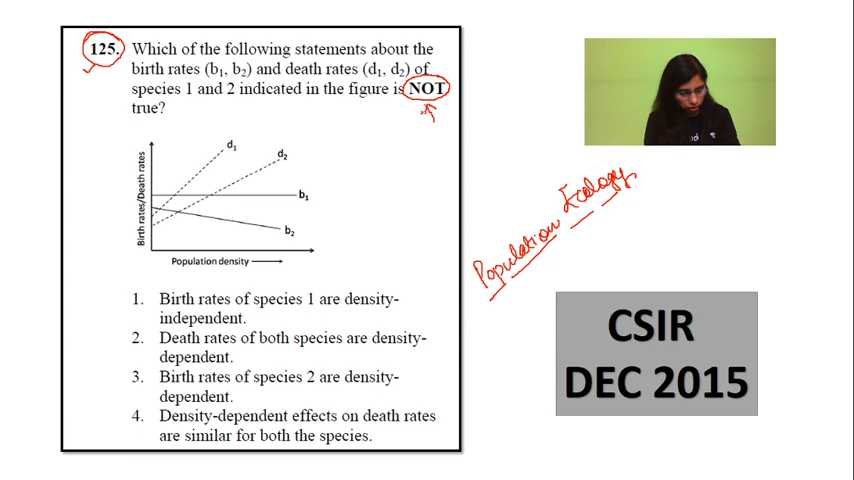 125. Which of the following statements about the
birth rates (b1, b2) and death rates (d1, d2) of
species 1 and 2 indicated in the figure is NOT
true?
d1
d2
b1
b2
Birth rates/Death rates
Population density
1. Birth rates of species 1 are density-
independent.
2. Death rates of both species are density-
dependent.
3. Birth rates of species 2 are density-
dependent.
4. Density-dependent effects on death rates
are similar for both the species.
Population Ecology
CSIR
DEC 2015